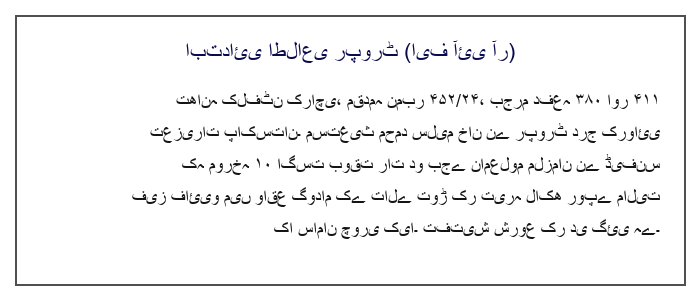 ابتدائی اطلاعی رپورٹ (ایف آئی آر)
تھانہ کلفٹن کراچی، مقدمہ نمبر ۴۵۲/۲۴، بجرم دفعہ ۳۸۰ اور ۴۱۱
تعزیرات پاکستان۔ مستغیث محمد سلیم خان نے رپورٹ درج کروائی
کہ مورخہ ۱۰ اگست بوقت رات دو بجے نامعلوم ملزمان نے ڈیفنس
فیز فائیو میں واقع گودام کے تالے توڑ کر تیرہ لاکھ روپے مالیت
کا سامان چوری کیا۔ تفتیش شروع کر دی گئی ہے۔